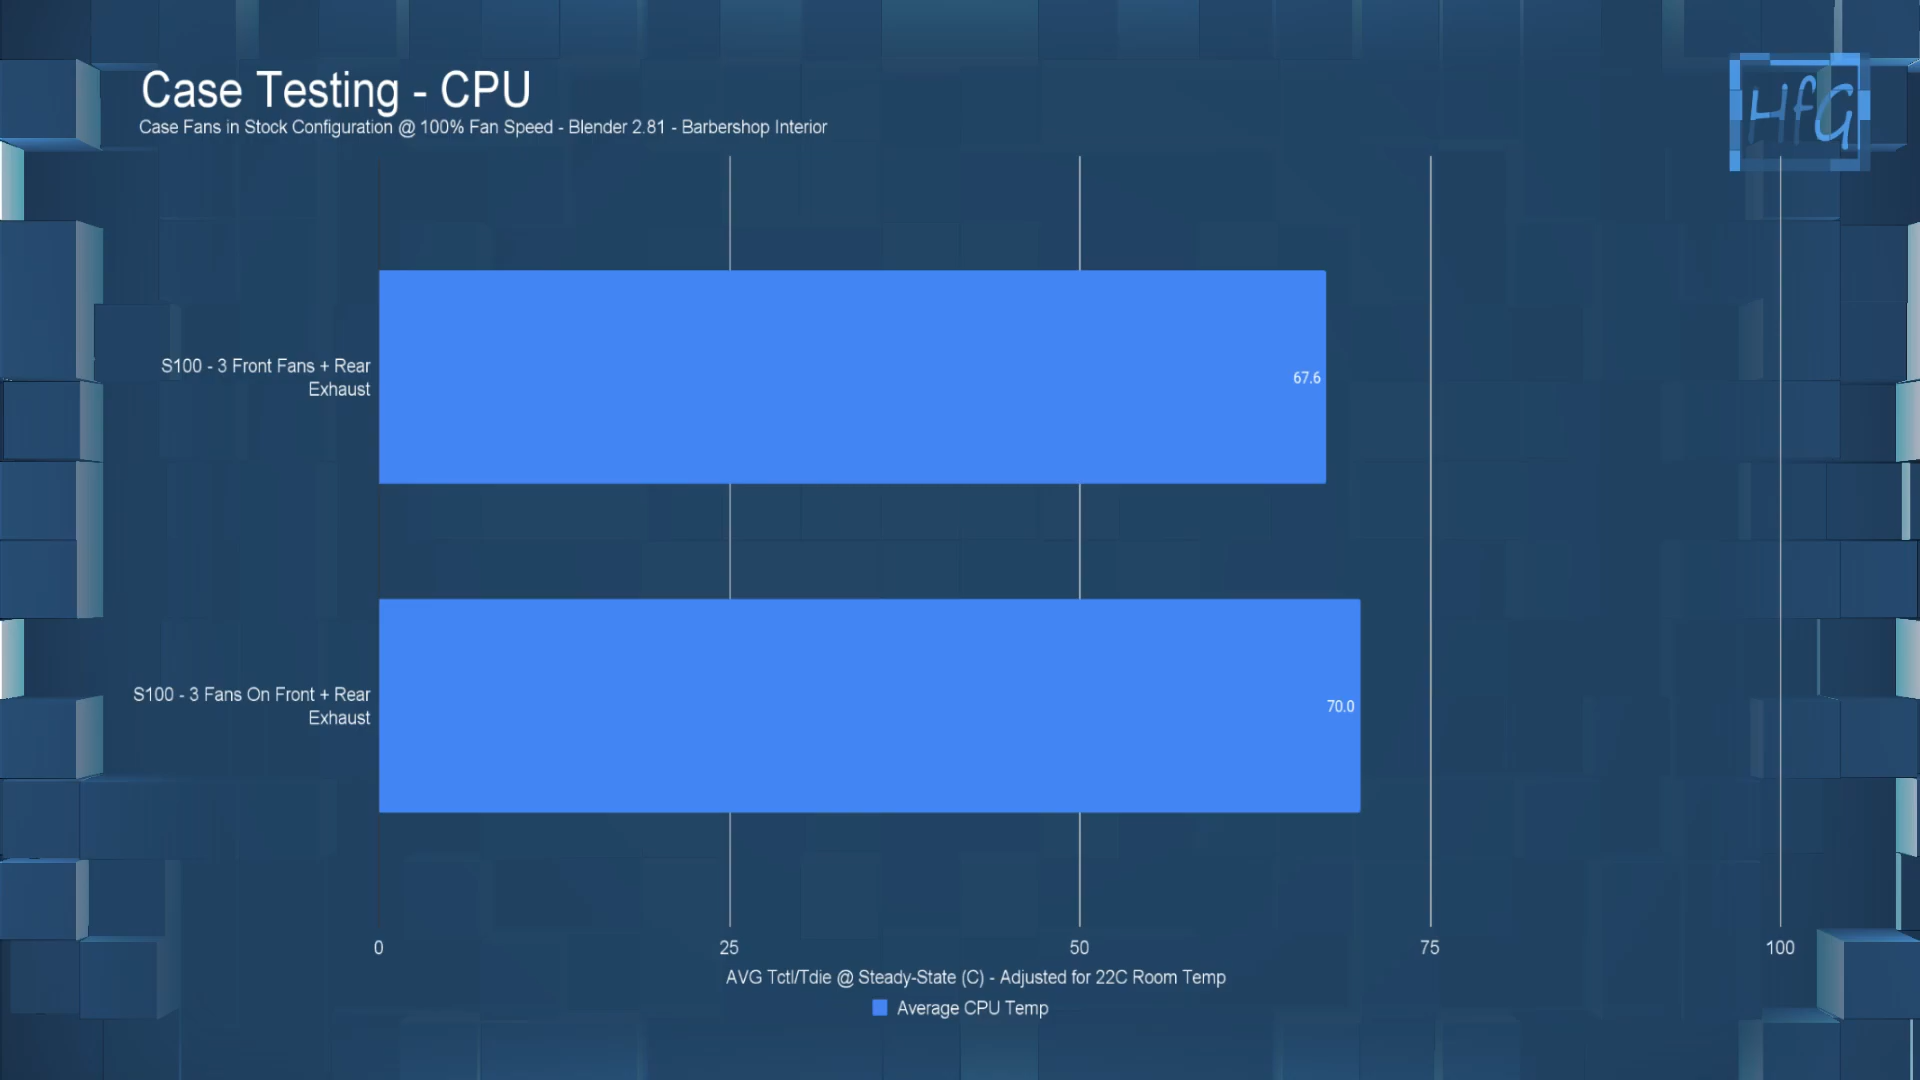 Case Testing - CPU
Case Fans in Stock Configuration @ 100% Fan Speed - Blender 2.81 - Barbershop Interior
HfG
S100 - 3 Front Fans + Rear
Exhaust
67.6
S100 - 3 Fans On Front + Rear
Exhaust
70.0
0 25 50 75 100
AVG Tctl/Tdie @ Steady-State (C) - Adjusted for 22C Room Temp
Average CPU Temp